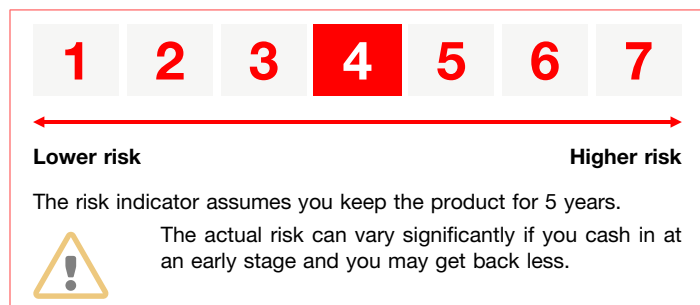 1 2 3 4 5 6 7
Lower risk Higher risk
The risk indicator assumes you keep the product for 5 years.
The actual risk can vary significantly if you cash in at
an early stage and you may get back less.